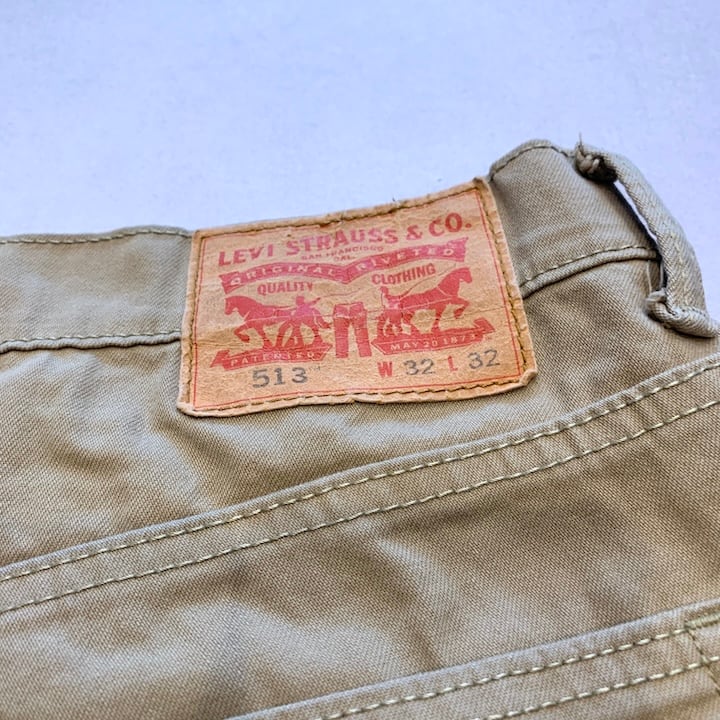 LEVI STRAUSS & CO.
SAN FRANCISCO
CAL.
ORIGINAL RIVETED
QUALITY CLOTHING
PATENTED MAY 20 1873
513 W 32 L 32